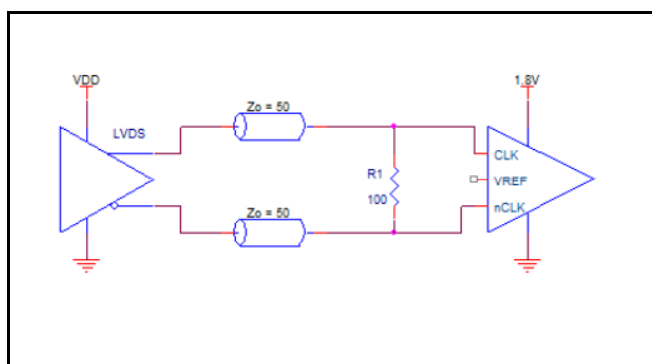 VDD
LVDS
Zo = 50
Zo = 50
R1
100
1.8V
CLK
VREF
nCLK